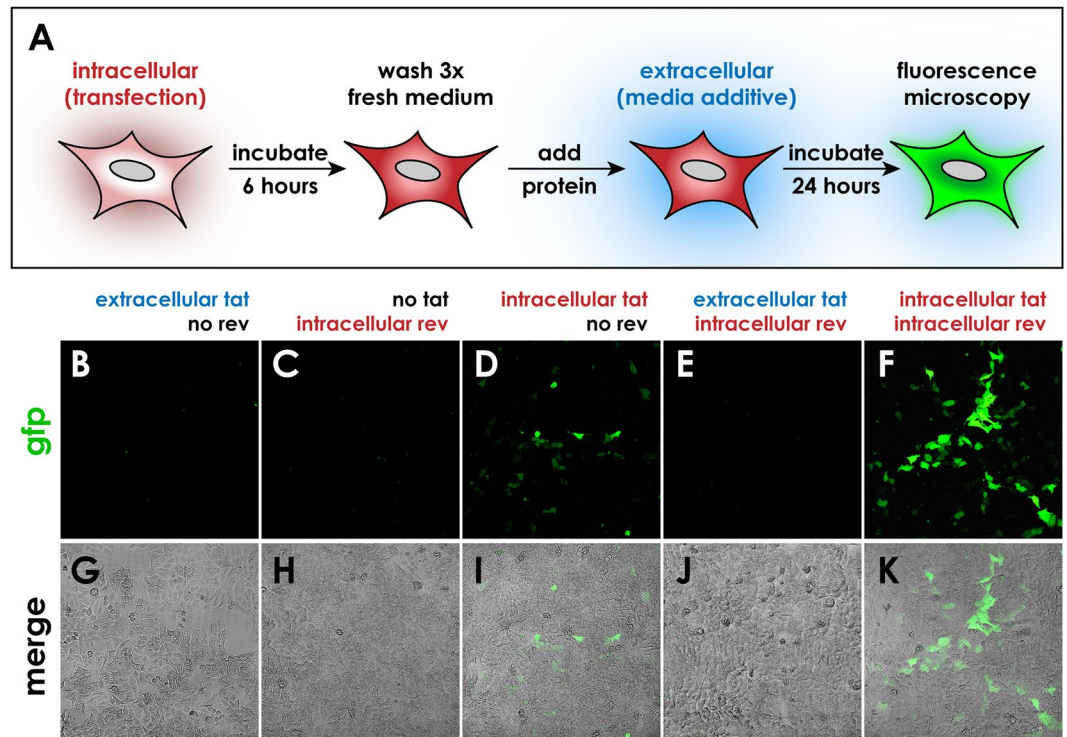 A
intracellular
(transfection)
wash 3x
fresh medium
extracellular
(media additive)
fluorescence
microscopy
incubate
6 hours
add
protein
incubate
24 hours
extracellular tat
no rev
no tat
intracellular rev
intracellular tat
no rev
extracellular tat
intracellular rev
intracellular tat
intracellular rev
gfp
B
C
D
E
F
merge
G
H
I
J
K